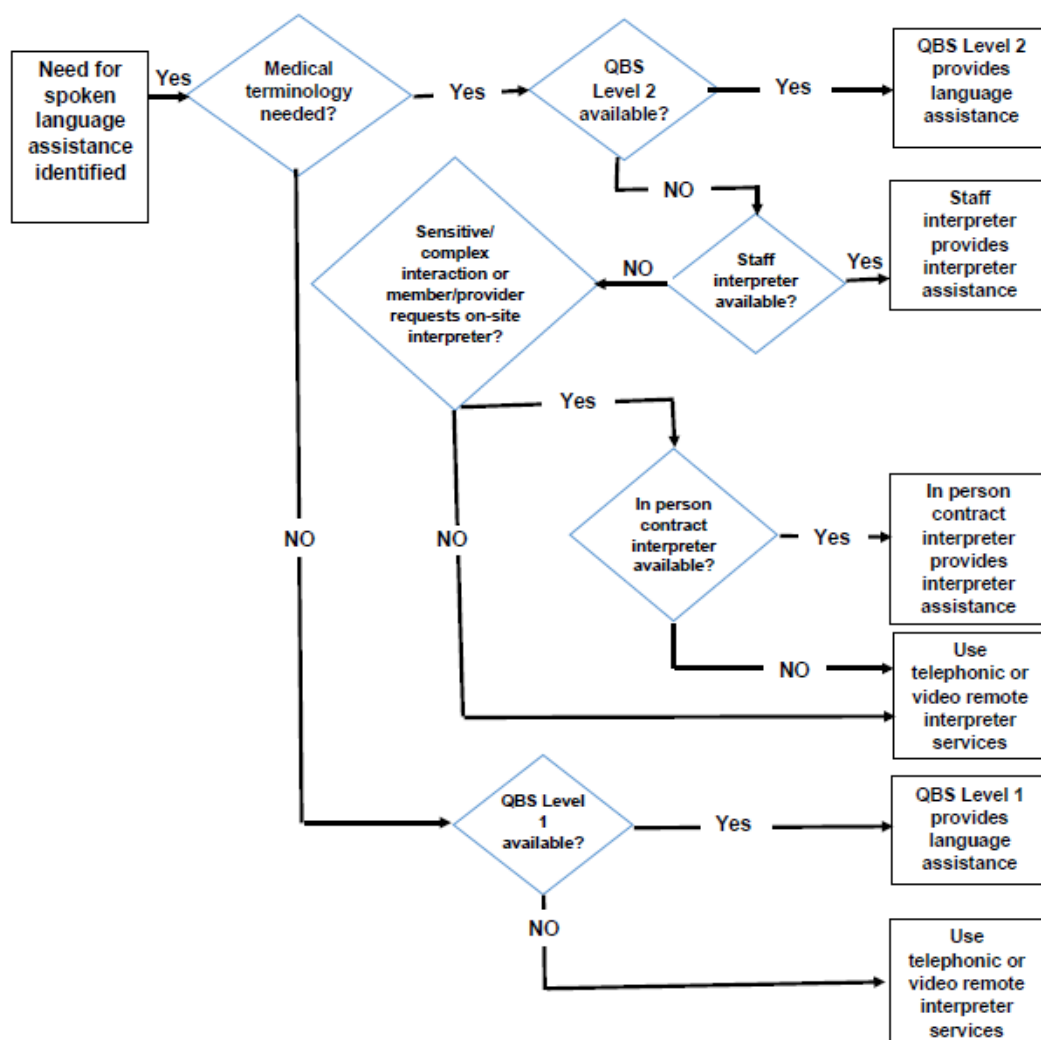 Need for
spoken
language
assistance
identified
Yes
Medical
terminology
needed?
Yes
QBS
Level 2
available?
Yes
QBS Level 2
provides
language
assistance
NO
Staff
interpreter
available?
Yes
Staff
interpreter
provides
interpreter
assistance
NO
Sensitive/
complex
interaction or
member/provider
requests on-site
interpreter?
Yes
In person
contract
interpreter
available?
Yes
In person
contract
interpreter
provides
interpreter
assistance
NO
NO
NO
Use
telephonic or
video remote
interpreter
services
QBS Level
1
available?
Yes
QBS Level 1
provides
language
assistance
NO
Use
telephonic or
video remote
interpreter
services